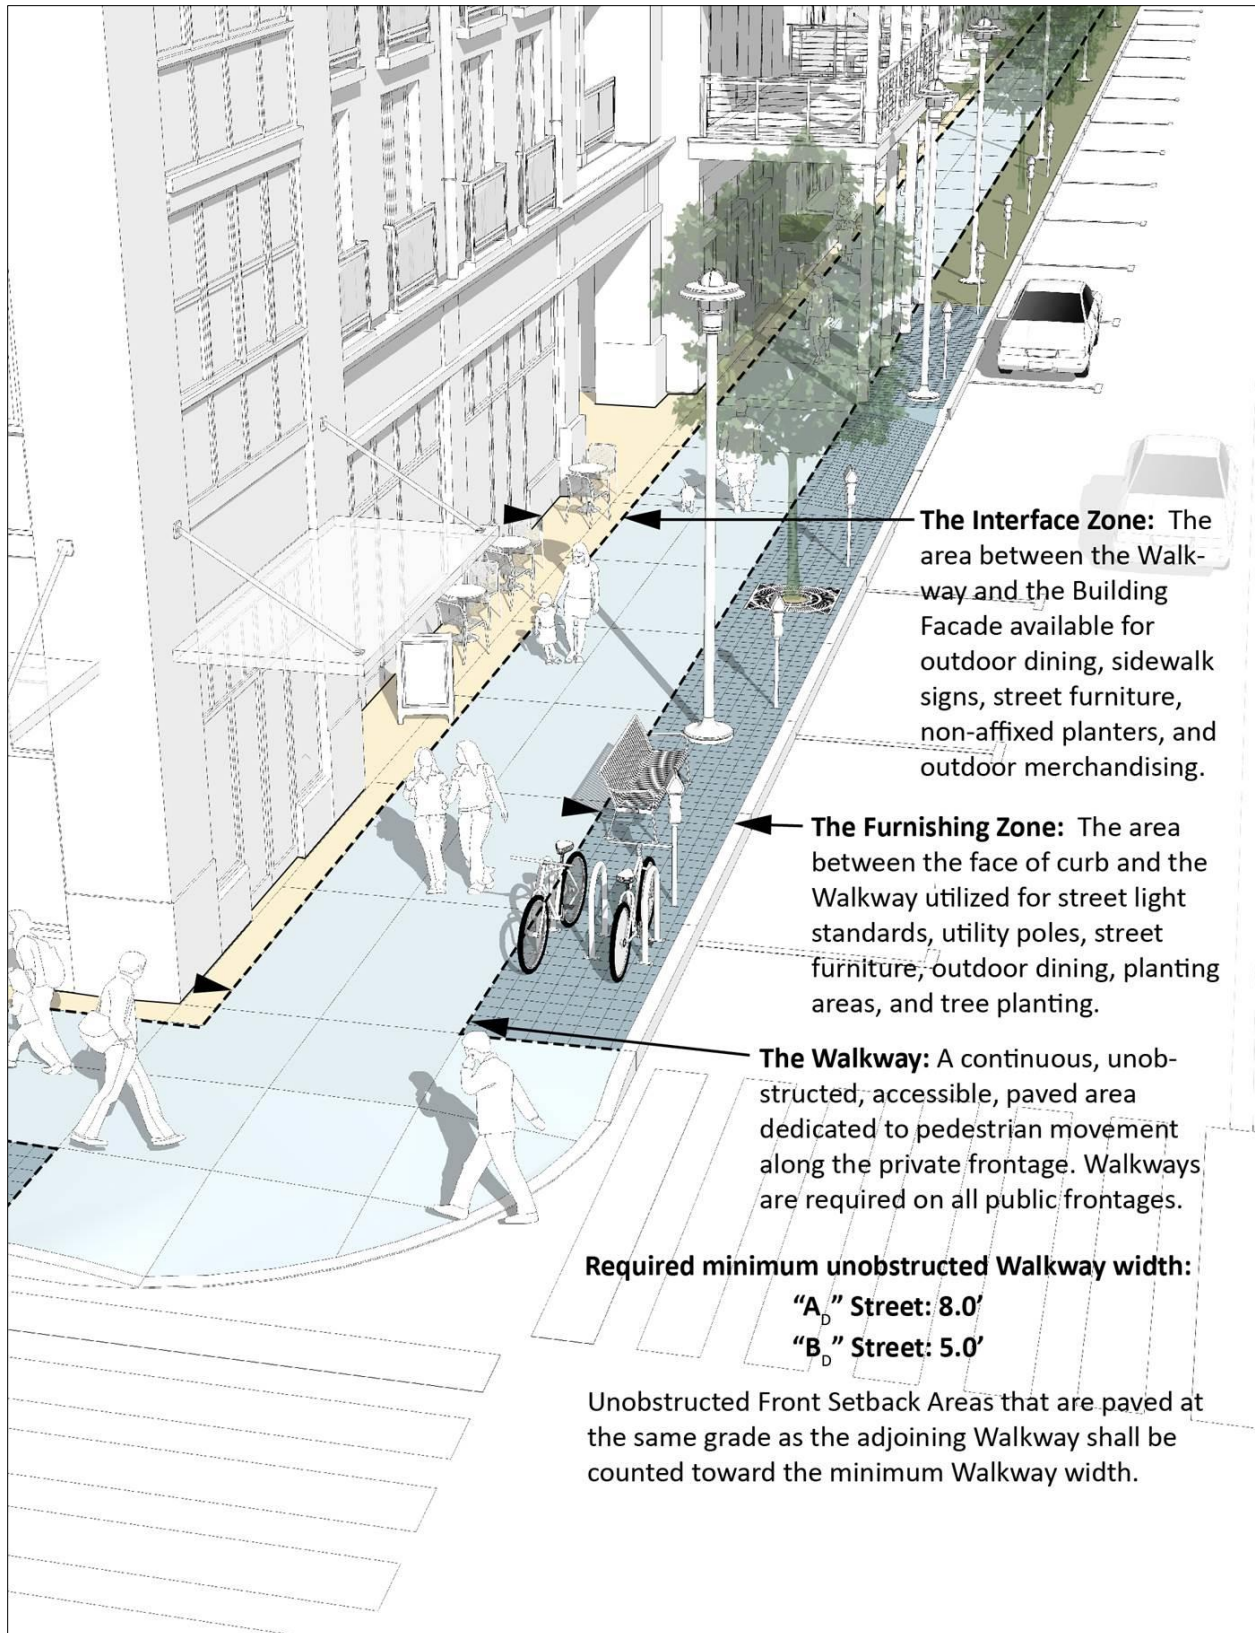 The Interface Zone: The
area between the Walk-
way and the Building
Facade available for
outdoor dining, sidewalk
signs, street furniture,
non-affixed planters, and
outdoor merchandising.
The Furnishing Zone: The area
between the face of curb and the
Walkway utilized for street light
standards, utility poles, street
furniture, outdoor dining, planting
areas, and tree planting.
The Walkway: A continuous, unob-
structed, accessible, paved area
dedicated to pedestrian movement
along the private frontage. Walkways
are required on all public frontages.
Required minimum unobstructed Walkway width:
“A_D” Street: 8.0’
“B_D” Street: 5.0’
Unobstructed Front Setback Areas that are paved at
the same grade as the adjoining Walkway shall be
counted toward the minimum Walkway width.